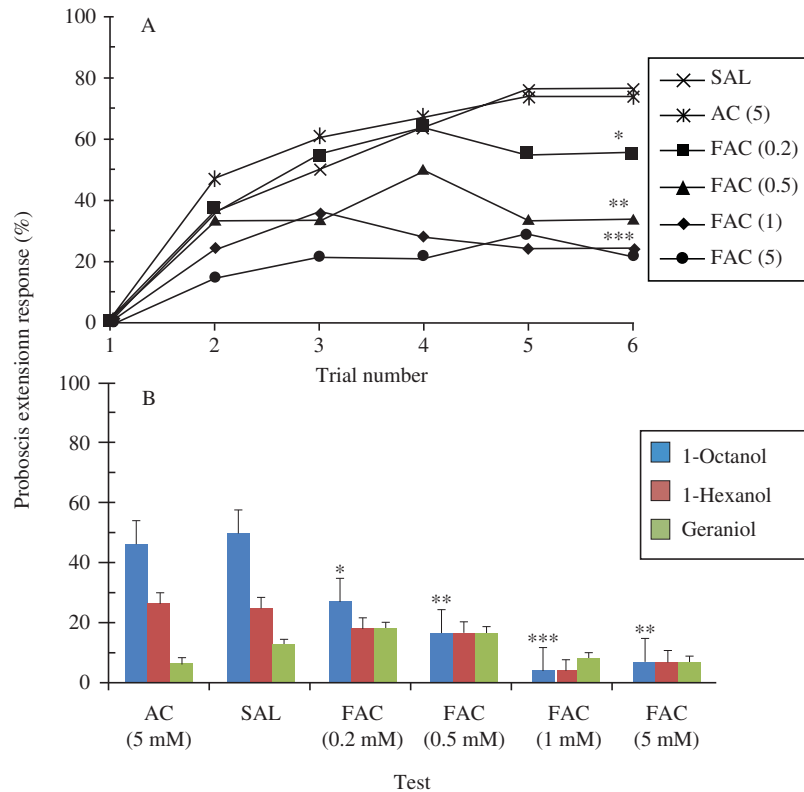 A
100
80
60
40
20
0
1
2
3
4
5
6
Trial number
*
**
***
SAL
AC (5)
FAC (0.2)
FAC (0.5)
FAC (1)
FAC (5)
Proboscis extensionn response (%)
B
100
80
60
40
20
0
*
**
***
**
1-Octanol
1-Hexanol
Geraniol
AC
(5 mM)
SAL
FAC
(0.2 mM)
FAC
(0.5 mM)
FAC
(1 mM)
FAC
(5 mM)
Test